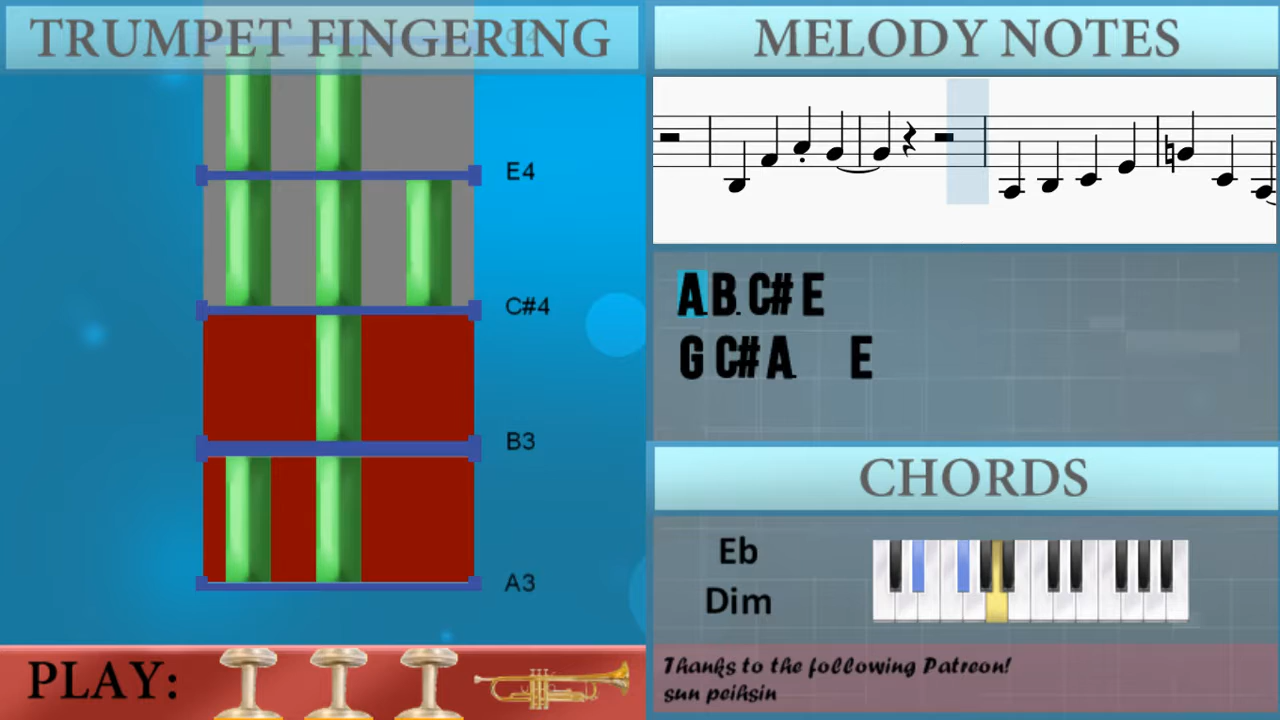 TRUMPET FINGERING
E4
C#4
B3
A3
PLAY:
MELODY NOTES
A B. C# E
G C# A. E
CHORDS
Eb
Dim
Thanks to the following Patreon!
sun peihsin